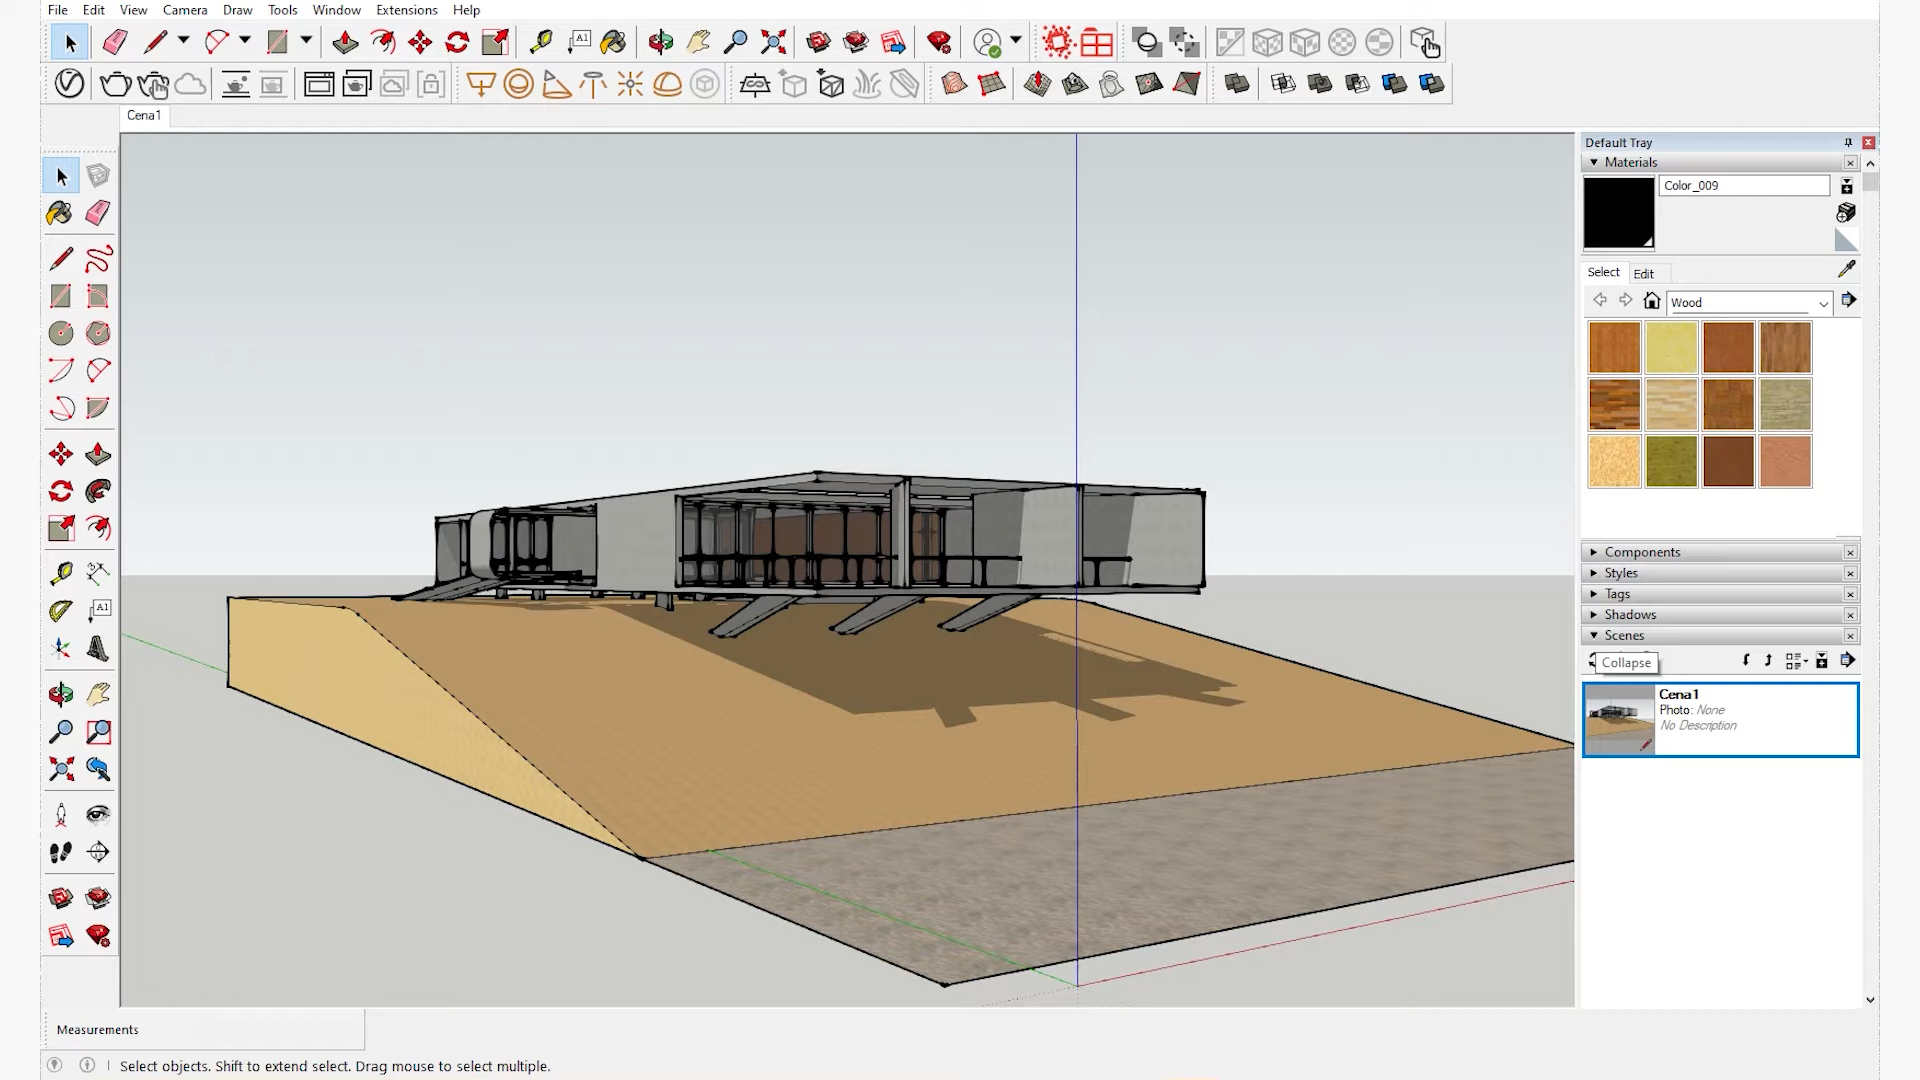 File Edit View Camera Draw Tools Window Extensions Help
A1
Cena1
Default Tray
Materials
Color_009
Select Edit
Wood
Components
Styles
Tags
Shadows
Scenes
Collapse
Cena1
Photo: None
No Description
A1
Measurements
Select objects. Shift to extend select. Drag mouse to select multiple.